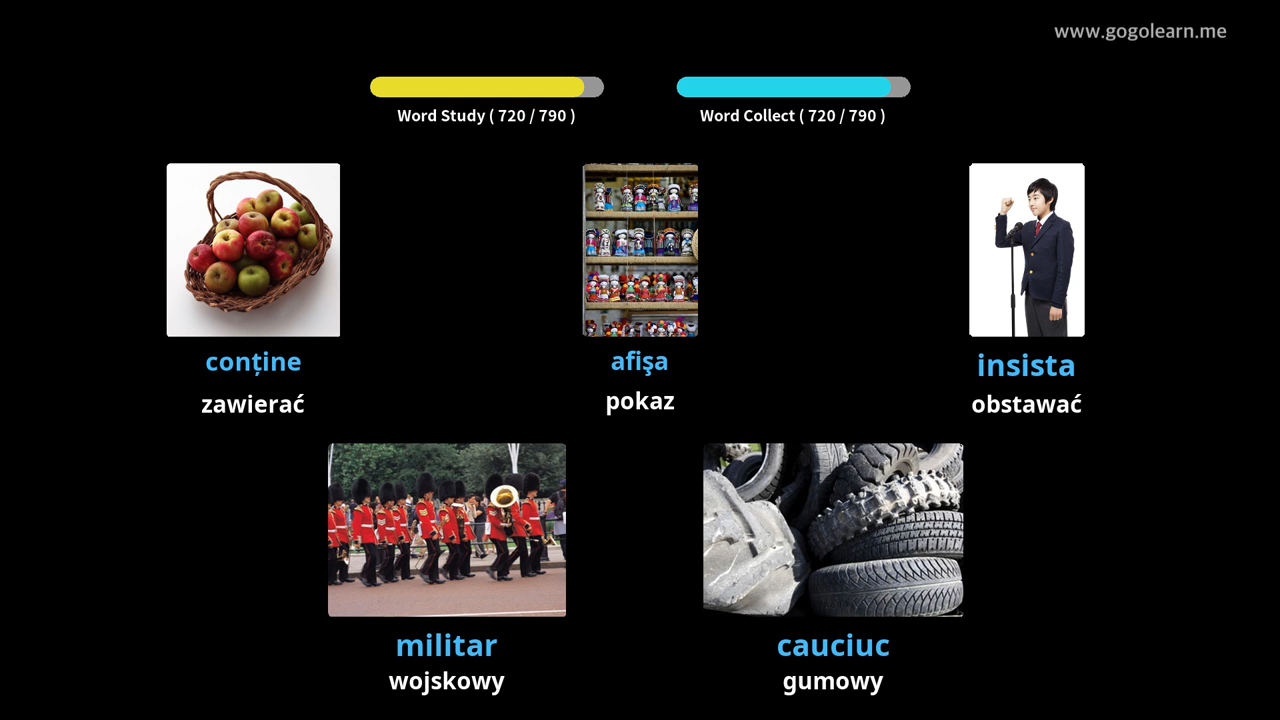 www.gogolearn.me
Word Study ( 720 / 790 )
Word Collect ( 720 / 790 )
conține
afişa
insista
zawierać
pokaz
obstawać
militar
cauciuc
wojskowy
gumowy